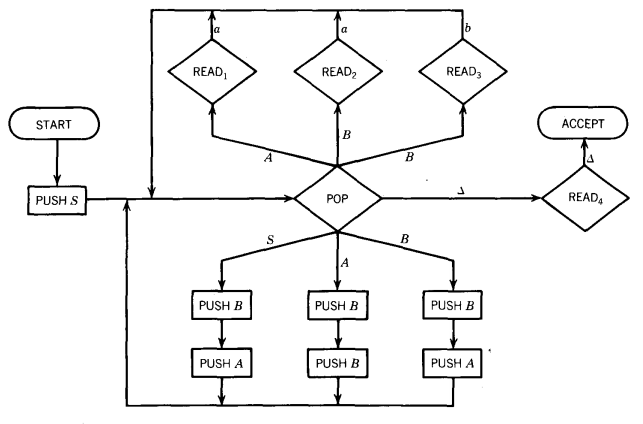 a a b
READ₁ READ₂ READ₃
START ACCEPT
A B B Δ
PUSH S POP Δ READ₄
S A B
PUSH B PUSH B PUSH B
PUSH A PUSH B PUSH A